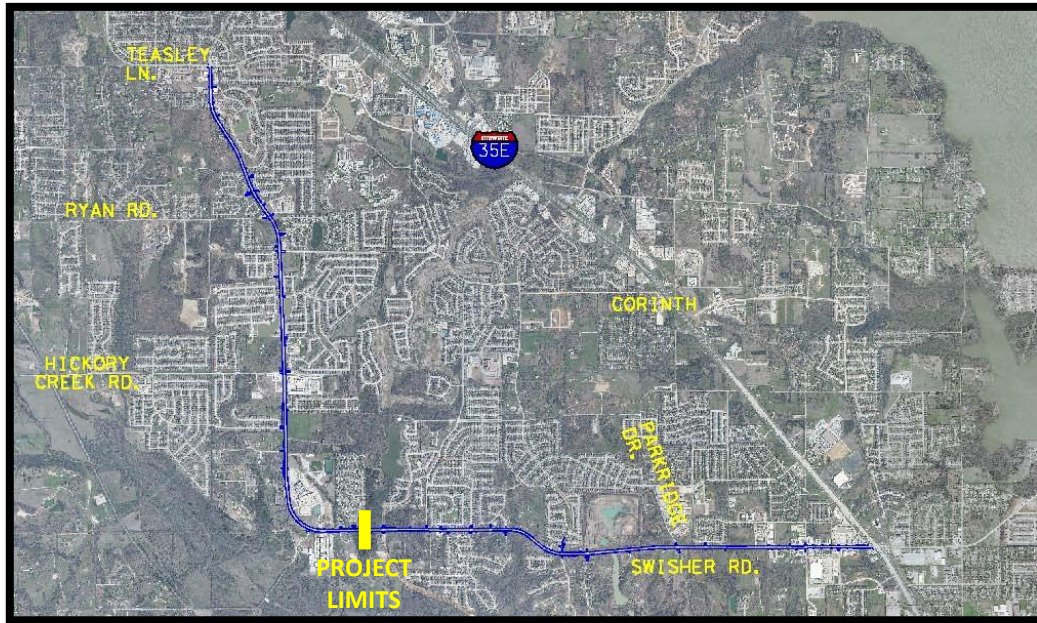 TEASLEY
LN.
INTERSTATE
35E
RYAN RD.
CORINTH
HICKORY
CREEK RD.
PARKRIDGE
DR.
PROJECT
LIMITS
SWISHER RD.